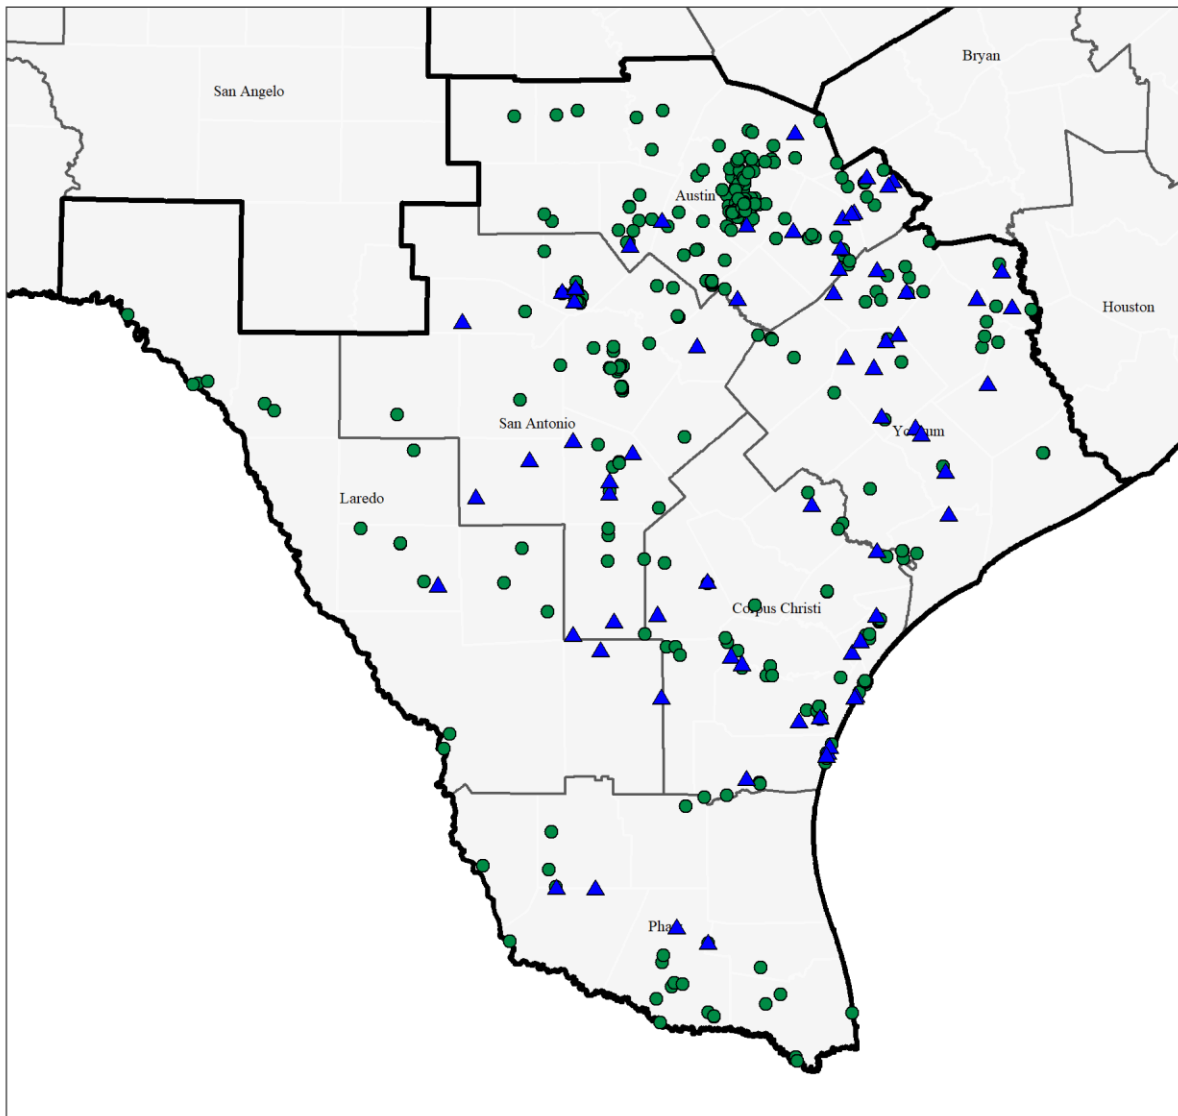 Bryan
San Angelo
Austin
Houston
San Antonio
Laredo
Corpus Christi